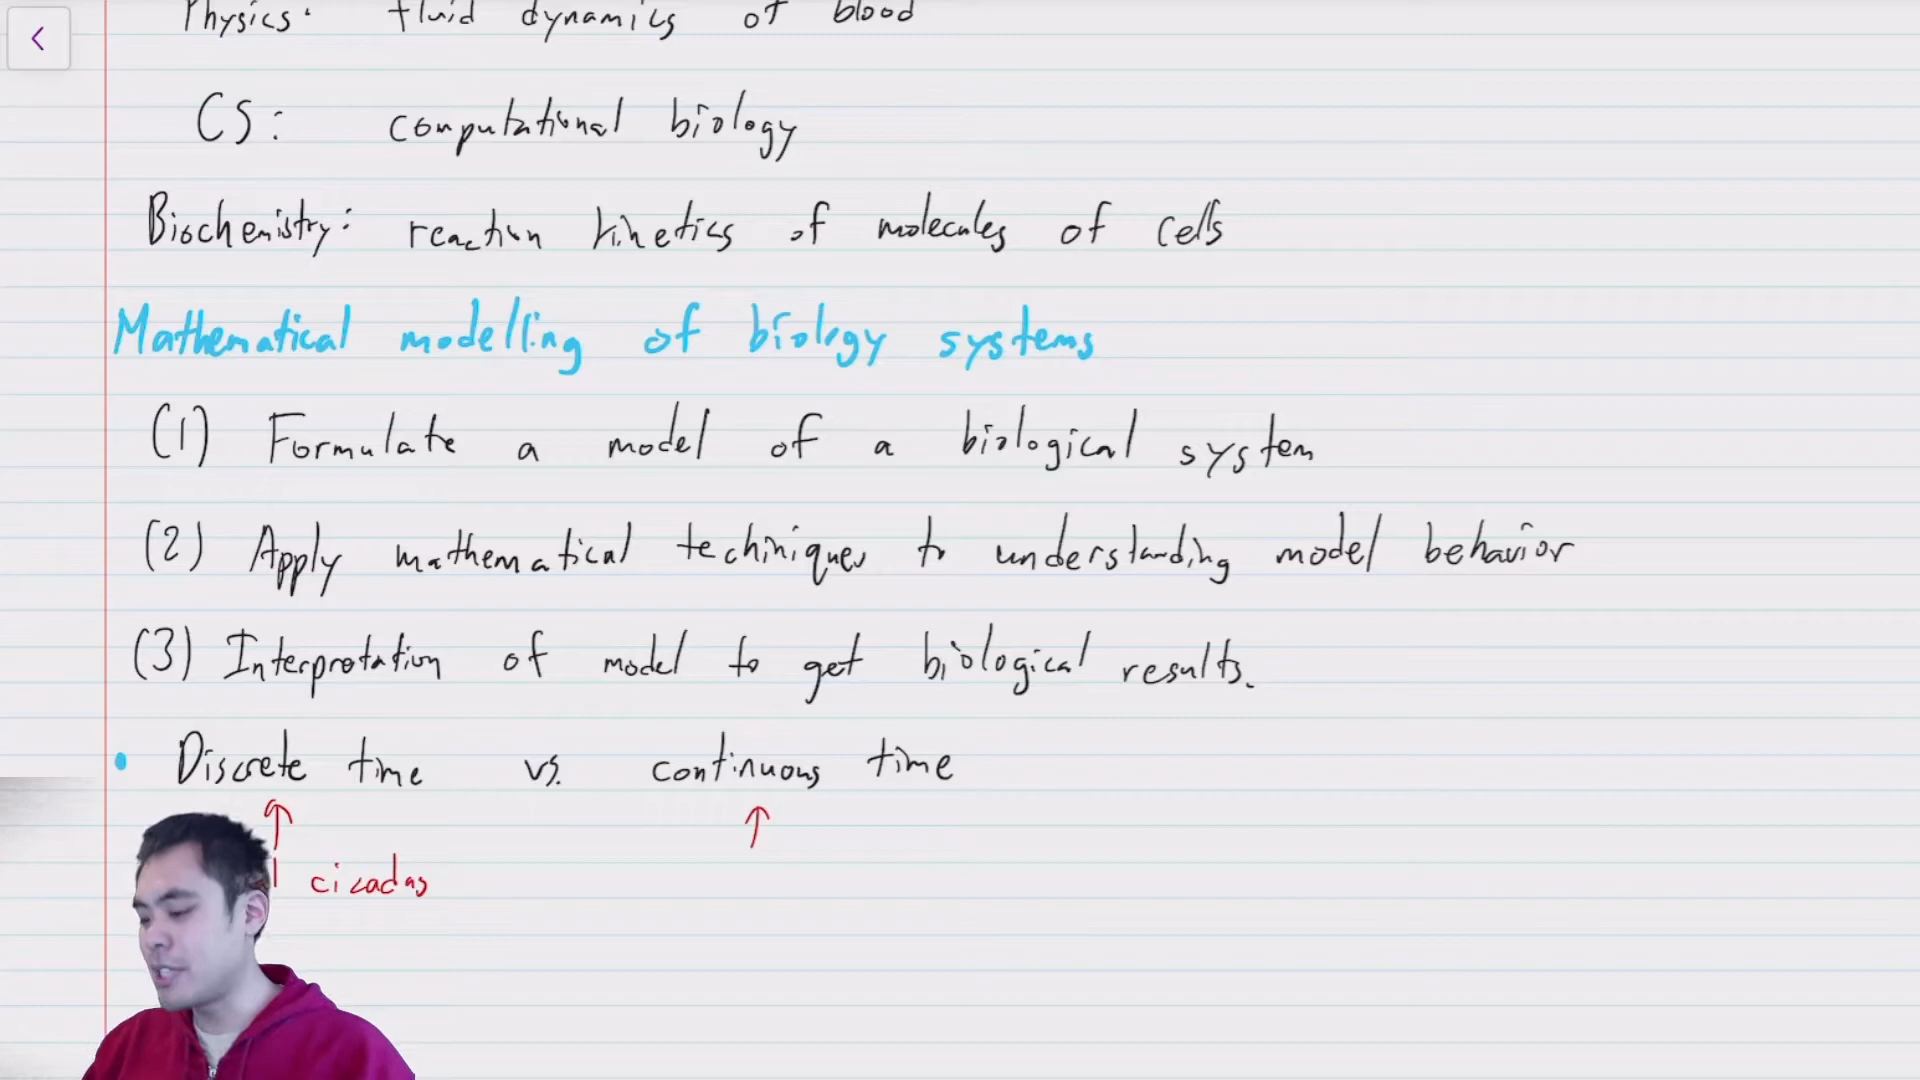 Physics: fluid dynamics of blood
CS: computational biology
Biochemistry: reaction kinetics of molecules of cells
Mathematical modelling of biology systems
(1) Formulate a model of a biological system
(2) Apply mathematical techiniques to understanding model behavior
(3) Interpretation of model to get biological results.
• Discrete time vs. continuous time
cicadas